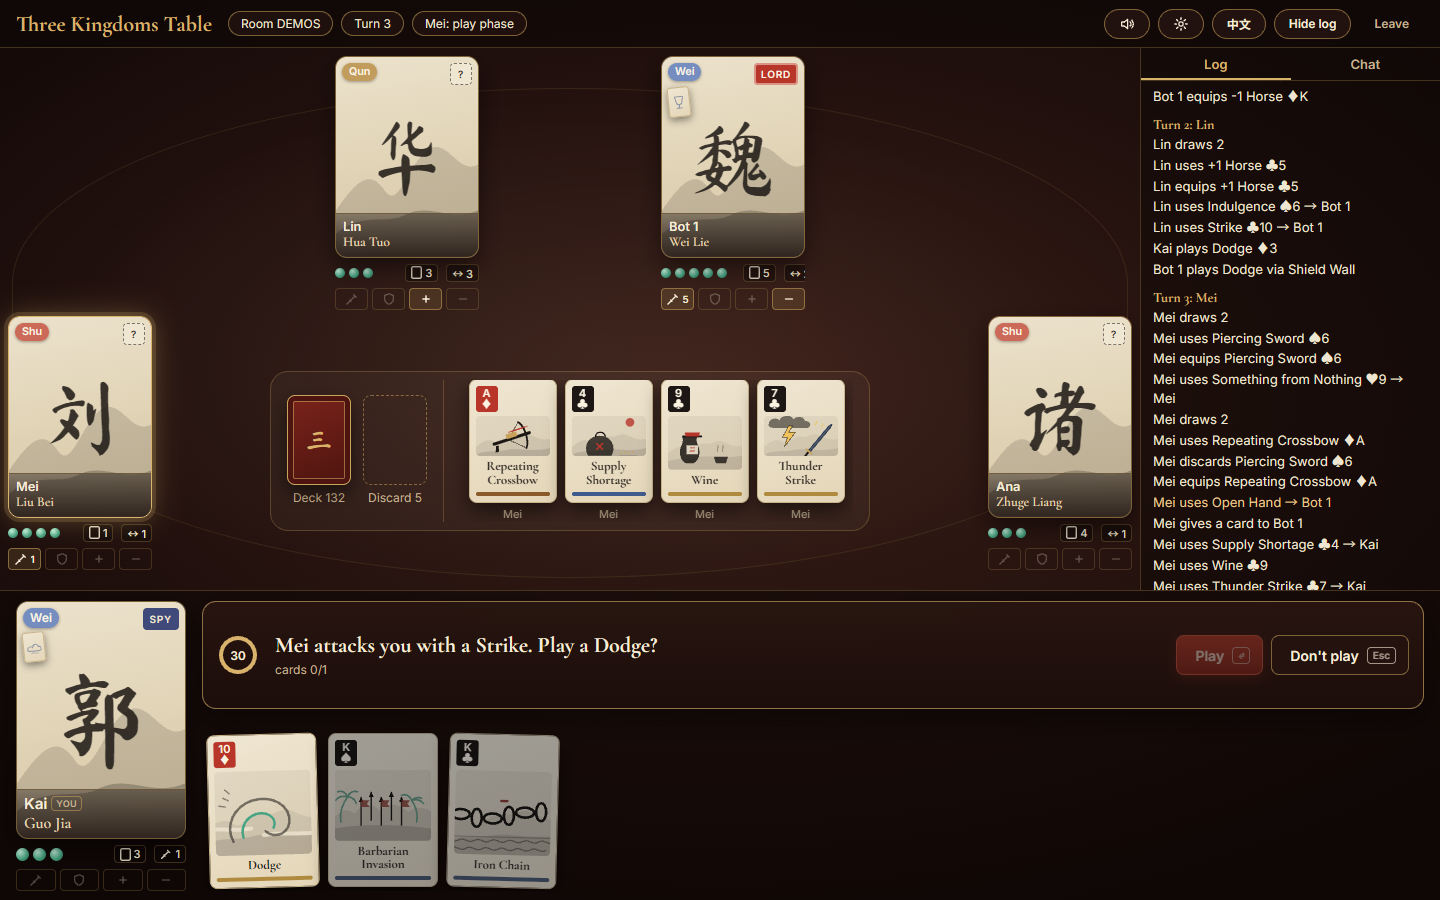 Three Kingdoms Table
Room DEMOS
Turn 3
Mei: play phase
中文
Hide log
Leave
Qun
?
华
Lin
Hua Tuo
3
↔ 3
+
−
Wei
LORD
魏
Bot 1
Wei Lie
5
5
+
−
Log
Chat
Bot 1 equips -1 Horse ♦K
Turn 2: Lin
Lin draws 2
Lin uses +1 Horse ♣5
Lin equips +1 Horse ♣5
Lin uses Indulgence ♠6 → Bot 1
Lin uses Strike ♣10 → Bot 1
Kai plays Dodge ♦3
Bot 1 plays Dodge via Shield Wall
Turn 3: Mei
Mei draws 2
Mei uses Piercing Sword ♠6
Mei equips Piercing Sword ♠6
Mei uses Something from Nothing ♥9 →
Mei
Mei draws 2
Mei uses Repeating Crossbow ♦A
Mei discards Piercing Sword ♠6
Mei equips Repeating Crossbow ♦A
Mei uses Open Hand → Bot 1
Mei gives a card to Bot 1
Mei uses Supply Shortage ♣4 → Kai
Mei uses Wine ♣9
Mei uses Thunder Strike ♣7 → Kai
Shu
?
刘
Mei
Liu Bei
1
↔ 1
1
+
−
三
Deck 132
Discard 5
A
♦
Repeating
Crossbow
Mei
4
♣
Supply
Shortage
Mei
9
♣
Wine
Mei
7
♣
Thunder
Strike
Mei
Shu
?
诸
Ana
Zhuge Liang
4
↔ 1
+
−
Wei
SPY
郭
Kai YOU
Guo Jia
3
1
+
−
30
Mei attacks you with a Strike. Play a Dodge?
cards 0/1
Play
Don't play Esc
10
♦
Dodge
K
♠
Barbarian
Invasion
K
♣
Iron Chain